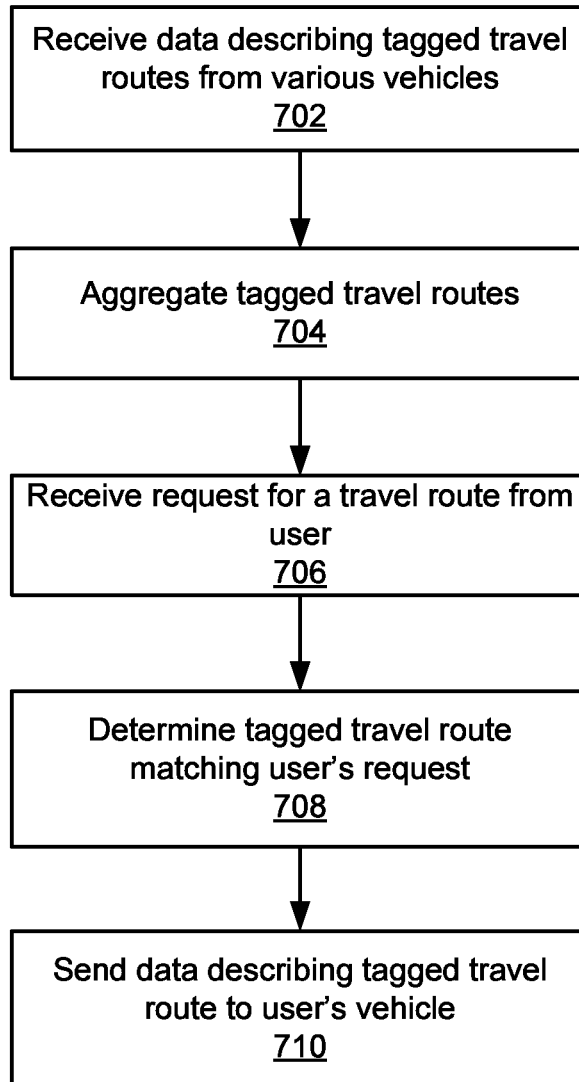 Receive data describing tagged travel
routes from various vehicles
702
Aggregate tagged travel routes
704
Receive request for a travel route from
user
706
Determine tagged travel route
matching user's request
708
Send data describing tagged travel
route to user's vehicle
710